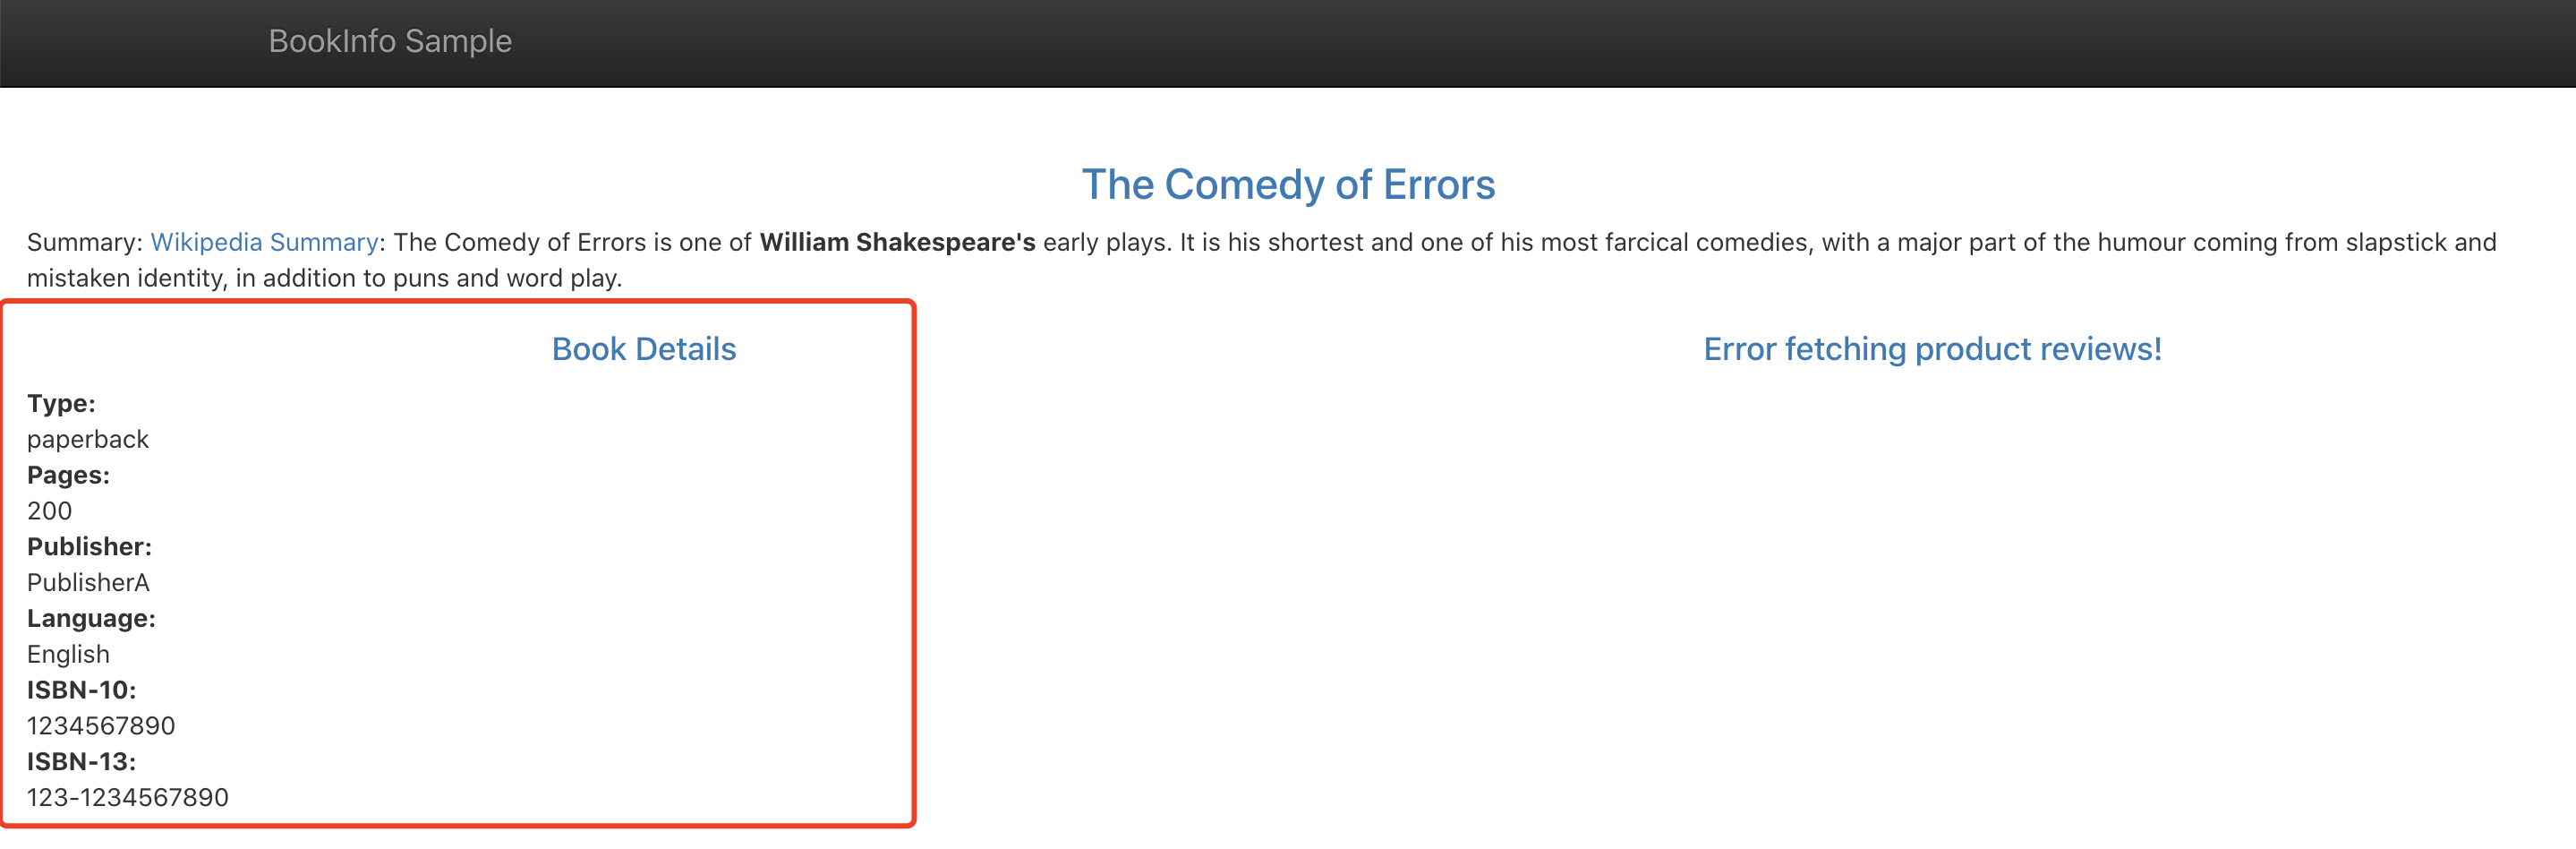 BookInfo Sample
The Comedy of Errors
Summary: Wikipedia Summary: The Comedy of Errors is one of William Shakespeare's early plays. It is his shortest and one of his most farcical comedies, with a major part of the humour coming from slapstick and
mistaken identity, in addition to puns and word play.
Book Details
Type:
paperback
Pages:
200
Publisher:
PublisherA
Language:
English
ISBN-10:
1234567890
ISBN-13:
123-1234567890
Error fetching product reviews!